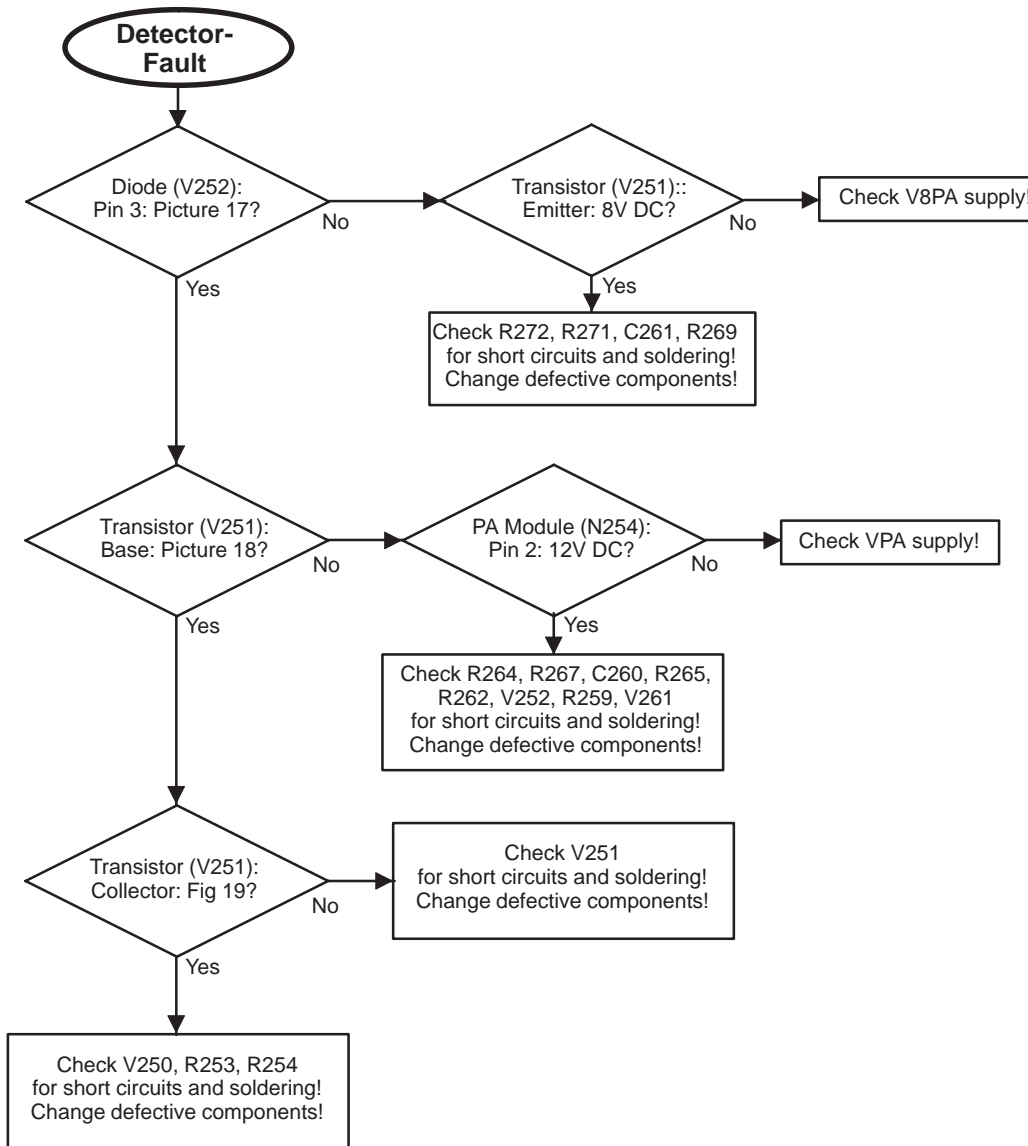 Detector-
Fault
Diode (V252):
Pin 3: Picture 17?
No
Transistor (V251)::
Emitter: 8V DC?
No
Check V8PA supply!
Yes
Yes
Check R272, R271, C261, R269
for short circuits and soldering!
Change defective components!
Transistor (V251):
Base: Picture 18?
No
PA Module (N254):
Pin 2: 12V DC?
No
Check VPA supply!
Yes
Yes
Check R264, R267, C260, R265,
R262, V252, R259, V261
for short circuits and soldering!
Change defective components!
Transistor (V251):
Collector: Fig 19?
No
Check V251
for short circuits and soldering!
Change defective components!
Yes
Check V250, R253, R254
for short circuits and soldering!
Change defective components!